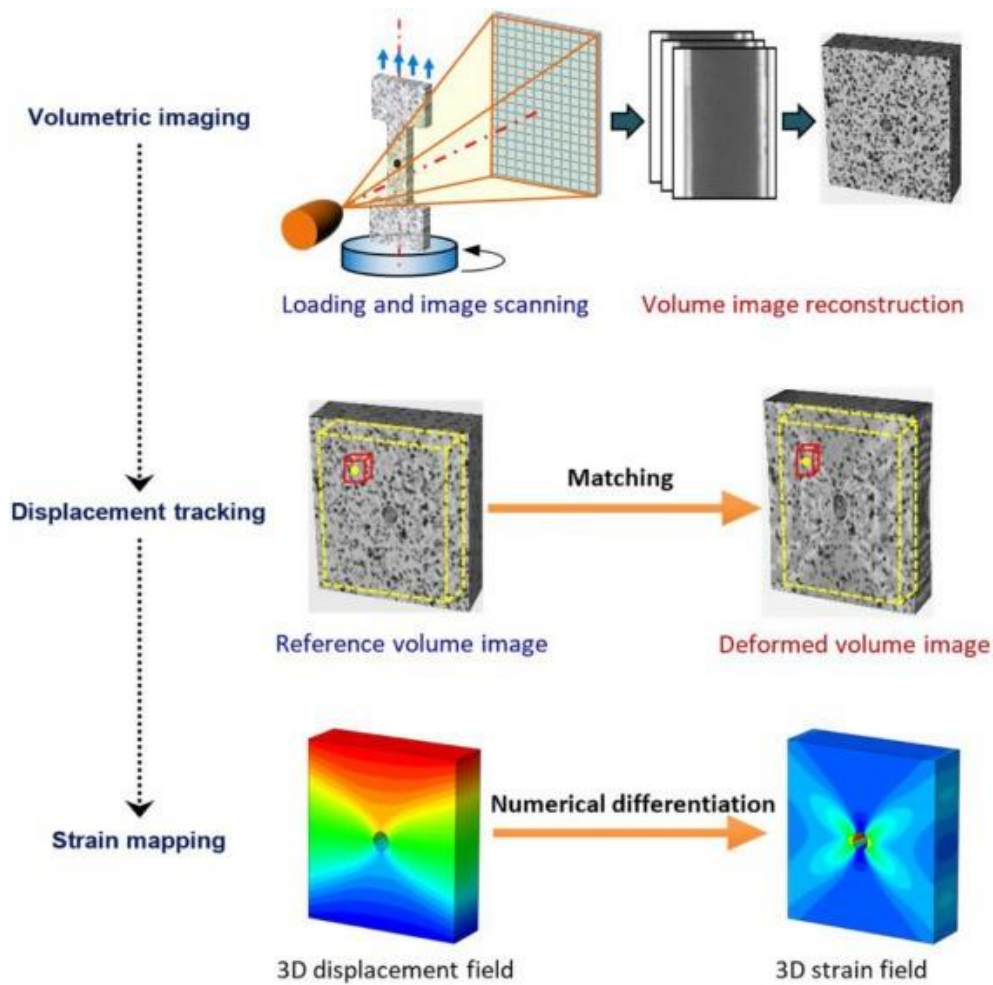 Volumetric imaging
Loading and image scanning
Volume image reconstruction
Displacement tracking
Matching
Reference volume image
Deformed volume image
Strain mapping
Numerical differentiation
3D displacement field
3D strain field